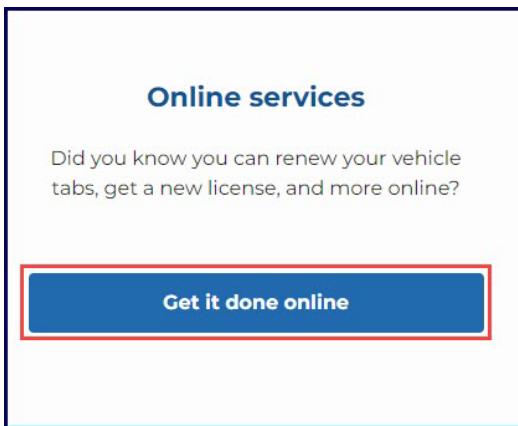 Online services
Did you know you can renew your vehicle
tabs, get a new license, and more online?
Get it done online